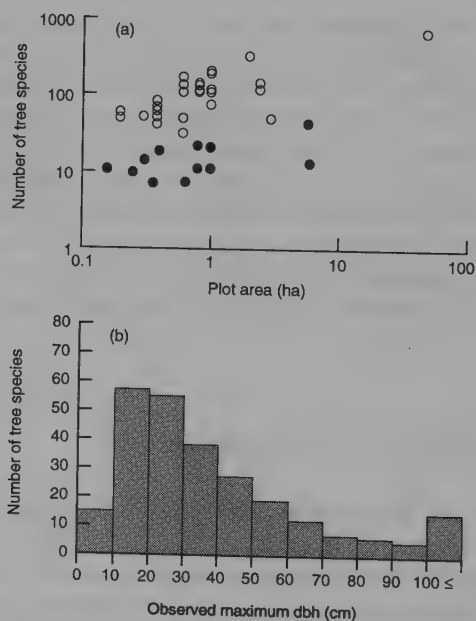 (a)
Number of tree species
1000
100
10
1
0.1 1 10 100
Plot area (ha)
(b)
Number of tree species
80
70
60
50
40
30
20
10
0
0 10 20 30 40 50 60 70 80 90 100 ≤
Observed maximum dbh (cm)